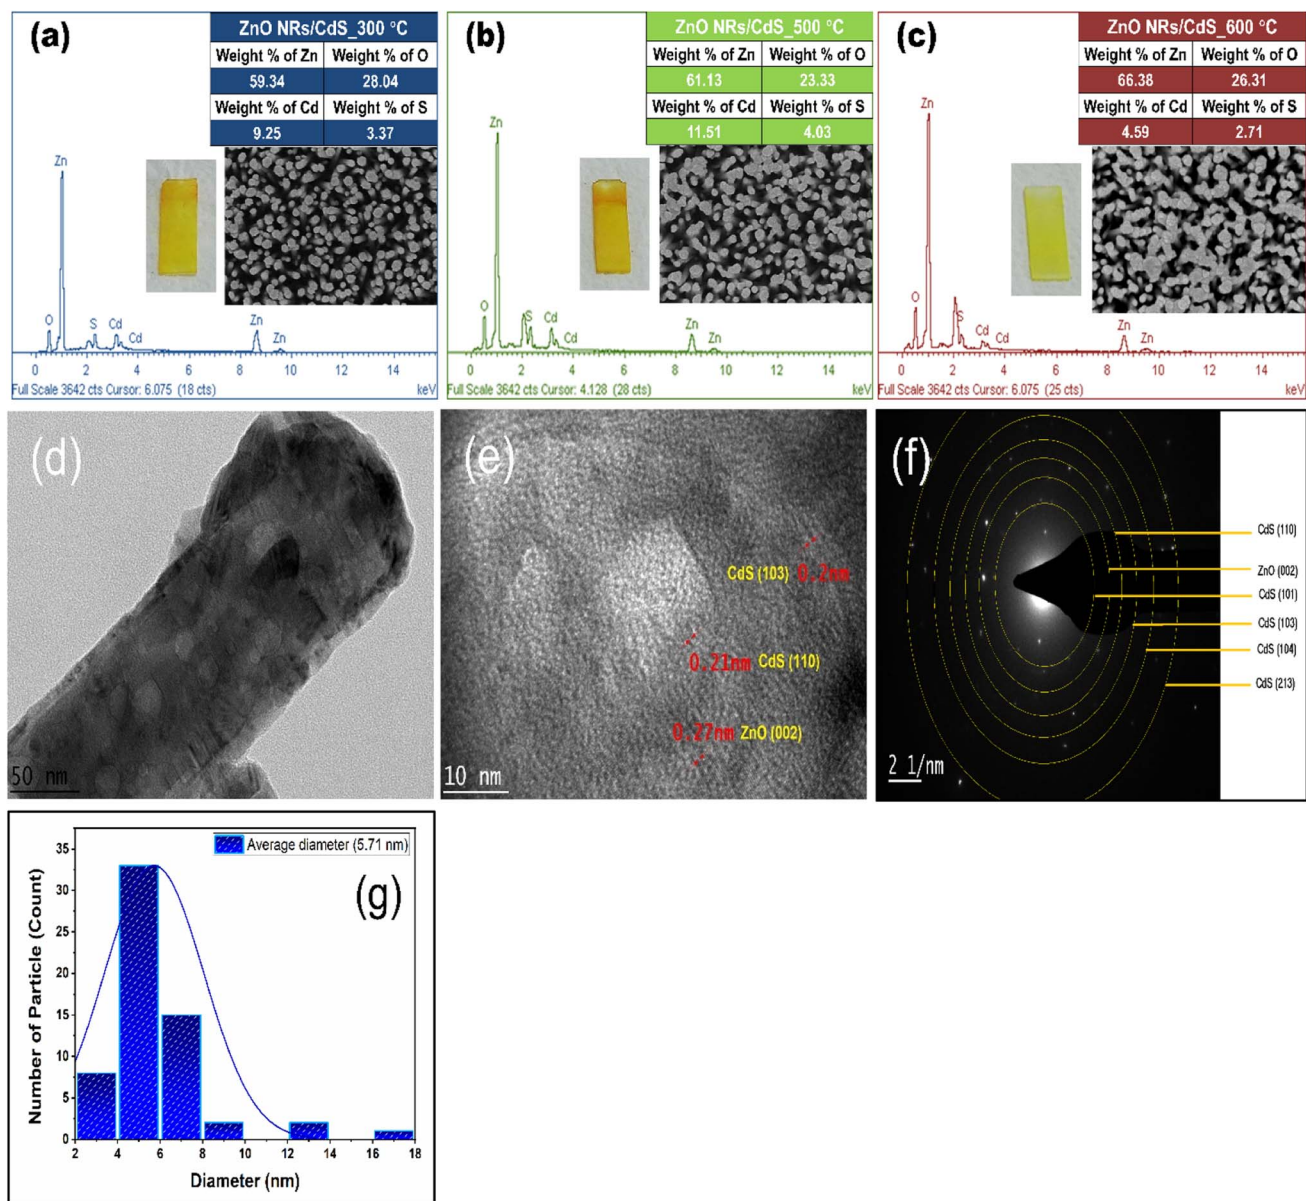 (a)
ZnO NRs/CdS_300 °C
Weight % of Zn Weight % of O
59.34 28.04
Weight % of Cd Weight % of S
9.25 3.37
Zn
O
S
Cd
Cd
Zn
Zn
0 2 4 6 8 10 12 14
Full Scale 3642 cts Cursor: 6.075 (18 cts) keV
(b)
ZnO NRs/CdS_500 °C
Weight % of Zn Weight % of O
61.13 23.33
Weight % of Cd Weight % of S
11.51 4.03
Zn
O
S
Cd
Cd
Zn
Zn
0 2 4 6 8 10 12 14
Full Scale 3642 cts Cursor: 4.128 (28 cts) keV
(c)
ZnO NRs/CdS_600 °C
Weight % of Zn Weight % of O
66.38 26.31
Weight % of Cd Weight % of S
4.59 2.71
Zn
O
S
Cd
Cd
Zn
Zn
0 2 4 6 8 10 12 14
Full Scale 3642 cts Cursor: 6.075 (25 cts) keV
(d)
50 nm
(e)
CdS (103) 0.2nm
0.21nm CdS (110)
0.27nm ZnO (002)
10 nm
(f)
CdS (110)
ZnO (002)
CdS (101)
CdS (103)
CdS (104)
CdS (213)
2 1/nm
(g)
Average diameter (5.71 nm)
Number of Particle (Count)
35
30
25
20
15
10
5
0
2 4 6 8 10 12 14 16 18
Diameter (nm)